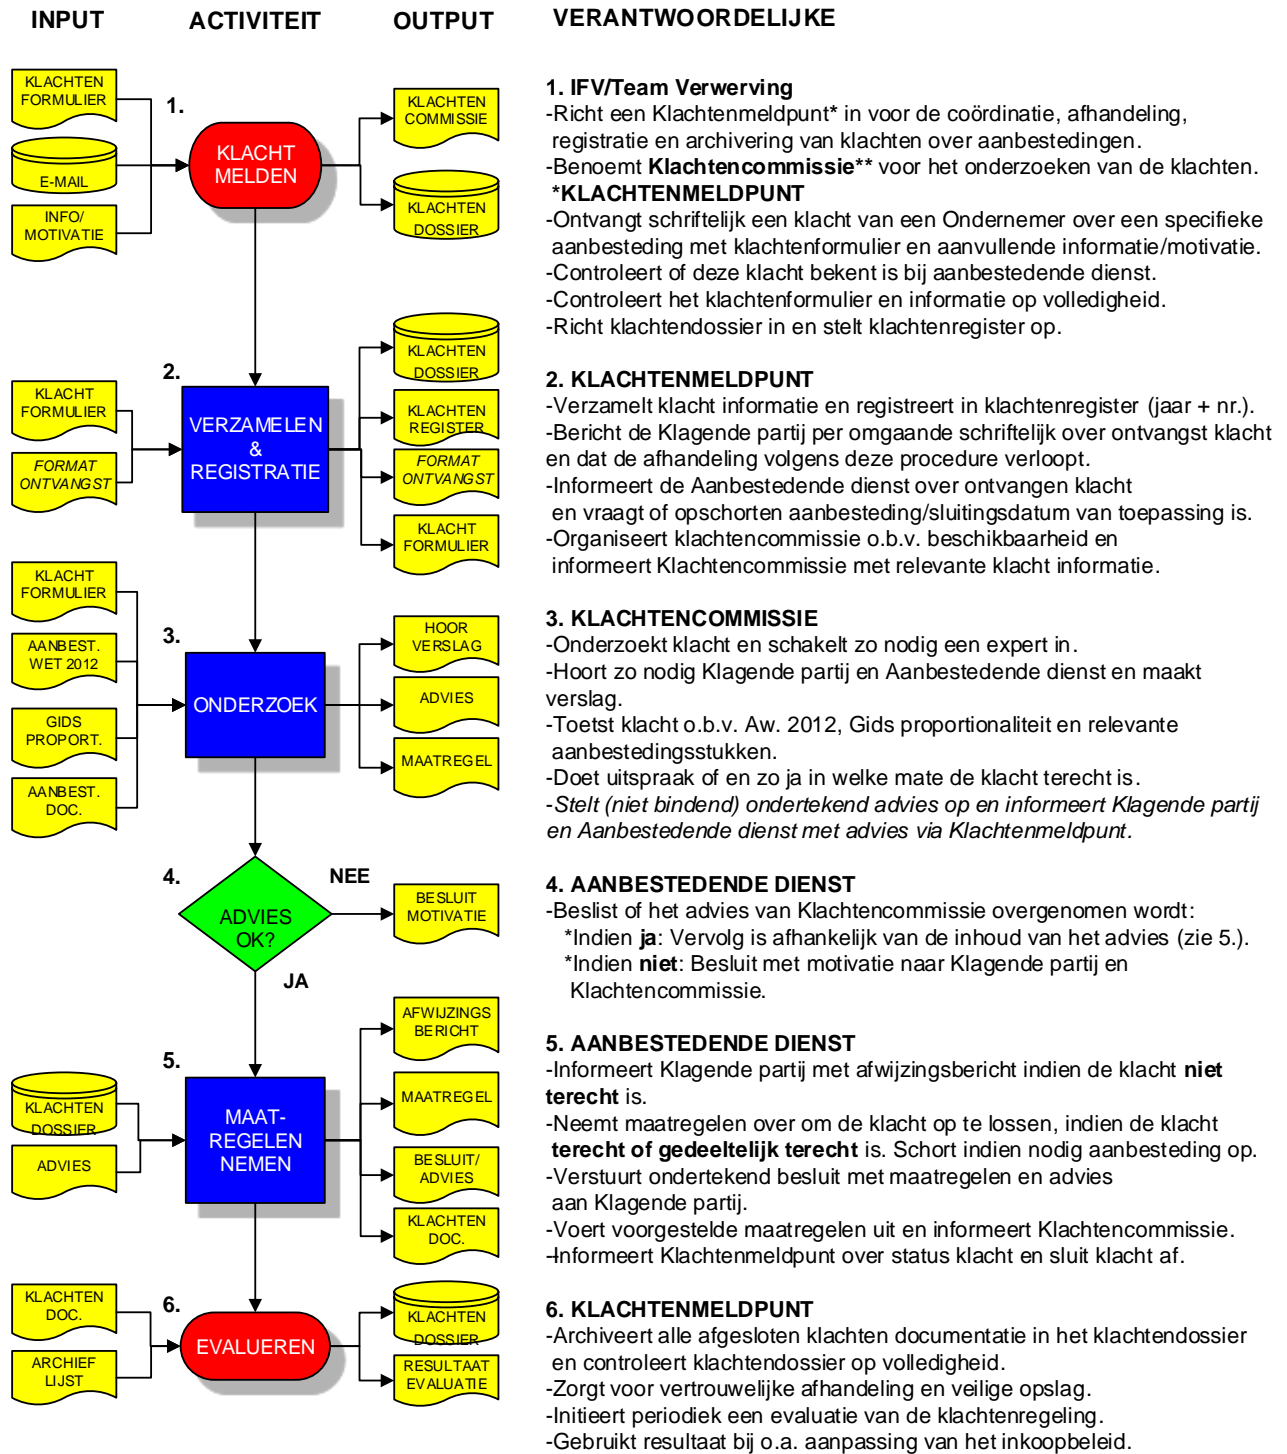 INPUT
ACTIVITEIT
OUTPUT
VERANTWOORDELIJKE
KLACHTEN
FORMULIER
E-MAIL
INFO/
MOTIVATIE
1.
KLACHT
MELDEN
KLACHTEN
COMMISSIE
KLACHTEN
DOSSIER
1. IFV/Team Verwerving
-Richt een Klachtenmeldpunt* in voor de coördinatie, afhandeling,
registratie en archivering van klachten over aanbestedingen.
-Benoemt Klachtencommissie** voor het onderzoeken van de klachten.
*KLACHTENMELDPUNT
-Ontvangt schriftelijk een klacht van een Ondernemer over een specifieke
aanbesteding met klachtenformulier en aanvullende informatie/motivatie.
-Controleert of deze klacht bekent is bij aanbestedende dienst.
-Controleert het klachtenformulier en informatie op volledigheid.
-Richt klachtendossier in en stelt klachtenregister op.
KLACHT
FORMULIER
FORMAT
ONTVANGST
2.
VERZAMELEN
&
REGISTRATIE
KLACHTEN
DOSSIER
KLACHTEN
REGISTER
FORMAT
ONTVANGST
KLACHT
FORMULIER
2. KLACHTENMELDPUNT
-Verzamelt klacht informatie en registreert in klachtenregister (jaar + nr.).
-Bericht de Klagende partij per omgaande schriftelijk over ontvangst klacht
en dat de afhandeling volgens deze procedure verloopt.
-Informeert de Aanbestedende dienst over ontvangen klacht
en vraagt of opschorten aanbesteding/sluitingsdatum van toepassing is.
-Organiseert klachtencommissie o.b.v. beschikbaarheid en
informeert Klachtencommissie met relevante klacht informatie.
KLACHT
FORMULIER
AANBEST.
WET 2012
GIDS
PROPORT.
AANBEST.
DOC.
3.
ONDERZOEK
HOOR
VERSLAG
ADVIES
MAATREGEL
3. KLACHTENCOMMISSIE
-Onderzoekt klacht en schakelt zo nodig een expert in.
-Hoort zo nodig Klagende partij en Aanbestedende dienst en maakt
verslag.
-Toetst klacht o.b.v. Aw. 2012, Gids proportionaliteit en relevante
aanbestedingsstukken.
-Doet uitspraak of en zo ja in welke mate de klacht terecht is.
-Stelt (niet bindend) ondertekend advies op en informeert Klagende partij
en Aanbestedende dienst met advies via Klachtenmeldpunt.
4.
ADVIES
OK?
NEE
JA
BESLUIT
MOTIVATIE
4. AANBESTEDENDE DIENST
-Beslist of het advies van Klachtencommissie overgenomen wordt:
*Indien ja: Vervolg is afhankelijk van de inhoud van het advies (zie 5.).
*Indien niet: Besluit met motivatie naar Klagende partij en
Klachtencommissie.
KLACHTEN
DOSSIER
ADVIES
5.
MAAT-
REGELEN
NEMEN
AFWIJZINGS
BERICHT
MAATREGEL
BESLUIT/
ADVIES
KLACHTEN
DOC.
5. AANBESTEDENDE DIENST
-Informeert Klagende partij met afwijzingsbericht indien de klacht niet
terecht is.
-Neemt maatregelen over om de klacht op te lossen, indien de klacht
terecht of gedeeltelijk terecht is. Schort indien nodig aanbesteding op.
-Verstuurt ondertekend besluit met maatregelen en advies
aan Klagende partij.
-Voert voorgestelde maatregelen uit en informeert Klachtencommissie.
-Informeert Klachtenmeldpunt over status klacht en sluit klacht af.
KLACHTEN
DOC.
ARCHIEF
LIJST
6.
EVALUEREN
KLACHTEN
DOSSIER
RESULTAAT
EVALUATIE
6. KLACHTENMELDPUNT
-Archiveert alle afgesloten klachten documentatie in het klachtendossier
en controleert klachtendossier op volledigheid.
-Zorgt voor vertrouwelijke afhandeling en veilige opslag.
-Initieert periodiek een evaluatie van de klachtenregeling.
-Gebruikt resultaat bij o.a. aanpassing van het inkoopbeleid.